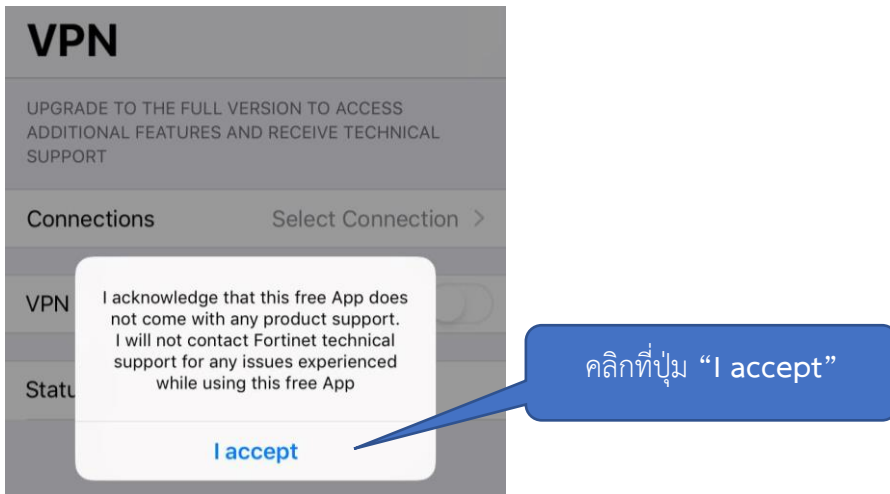 VPN
UPGRADE TO THE FULL VERSION TO ACCESS
ADDITIONAL FEATURES AND RECEIVE TECHNICAL
SUPPORT
Connections Select Connection >
VPN
I acknowledge that this free App does
not come with any product support.
I will not contact Fortinet technical
support for any issues experienced
while using this free App
Statu
I accept
คลิกที่ปุ่ม “I accept”